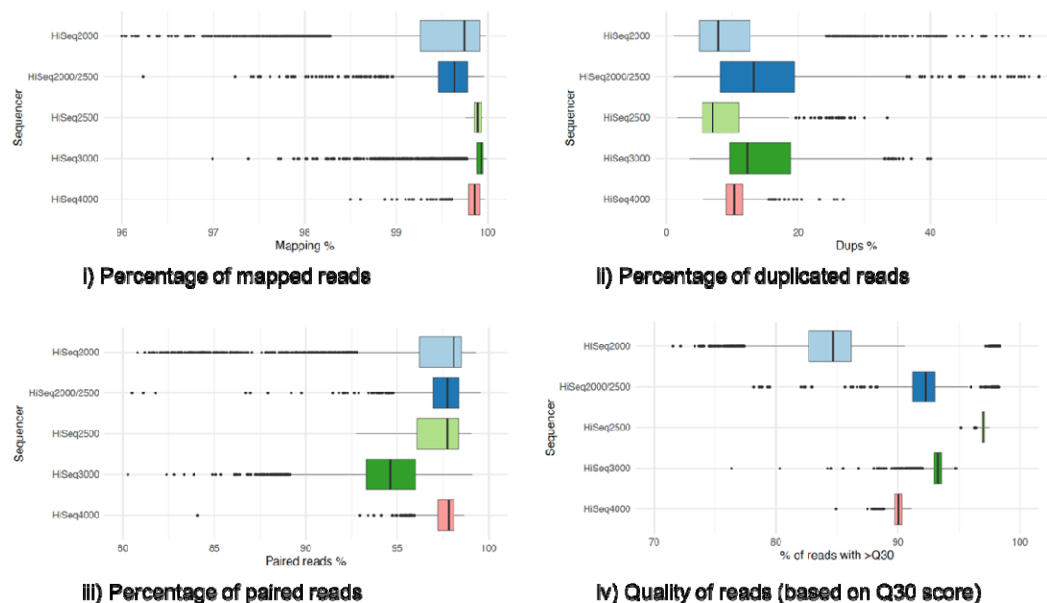 HiSeq2000
HiSeq2000/2500
HiSeq2500
HiSeq3000
HiSeq4000
Sequencer
96 97 98 99 100
Mapping %
i) Percentage of mapped reads
HiSeq2000
HiSeq2000/2500
HiSeq2500
HiSeq3000
HiSeq4000
Sequencer
0 20 40
Dups %
ii) Percentage of duplicated reads
HiSeq2000
HiSeq2000/2500
HiSeq2500
HiSeq3000
HiSeq4000
Sequencer
80 85 90 95 100
Paired reads %
iii) Percentage of paired reads
HiSeq2000
HiSeq2000/2500
HiSeq2500
HiSeq3000
HiSeq4000
Sequencer
70 80 90 100
% of reads with >Q30
iv) Quality of reads (based on Q30 score)